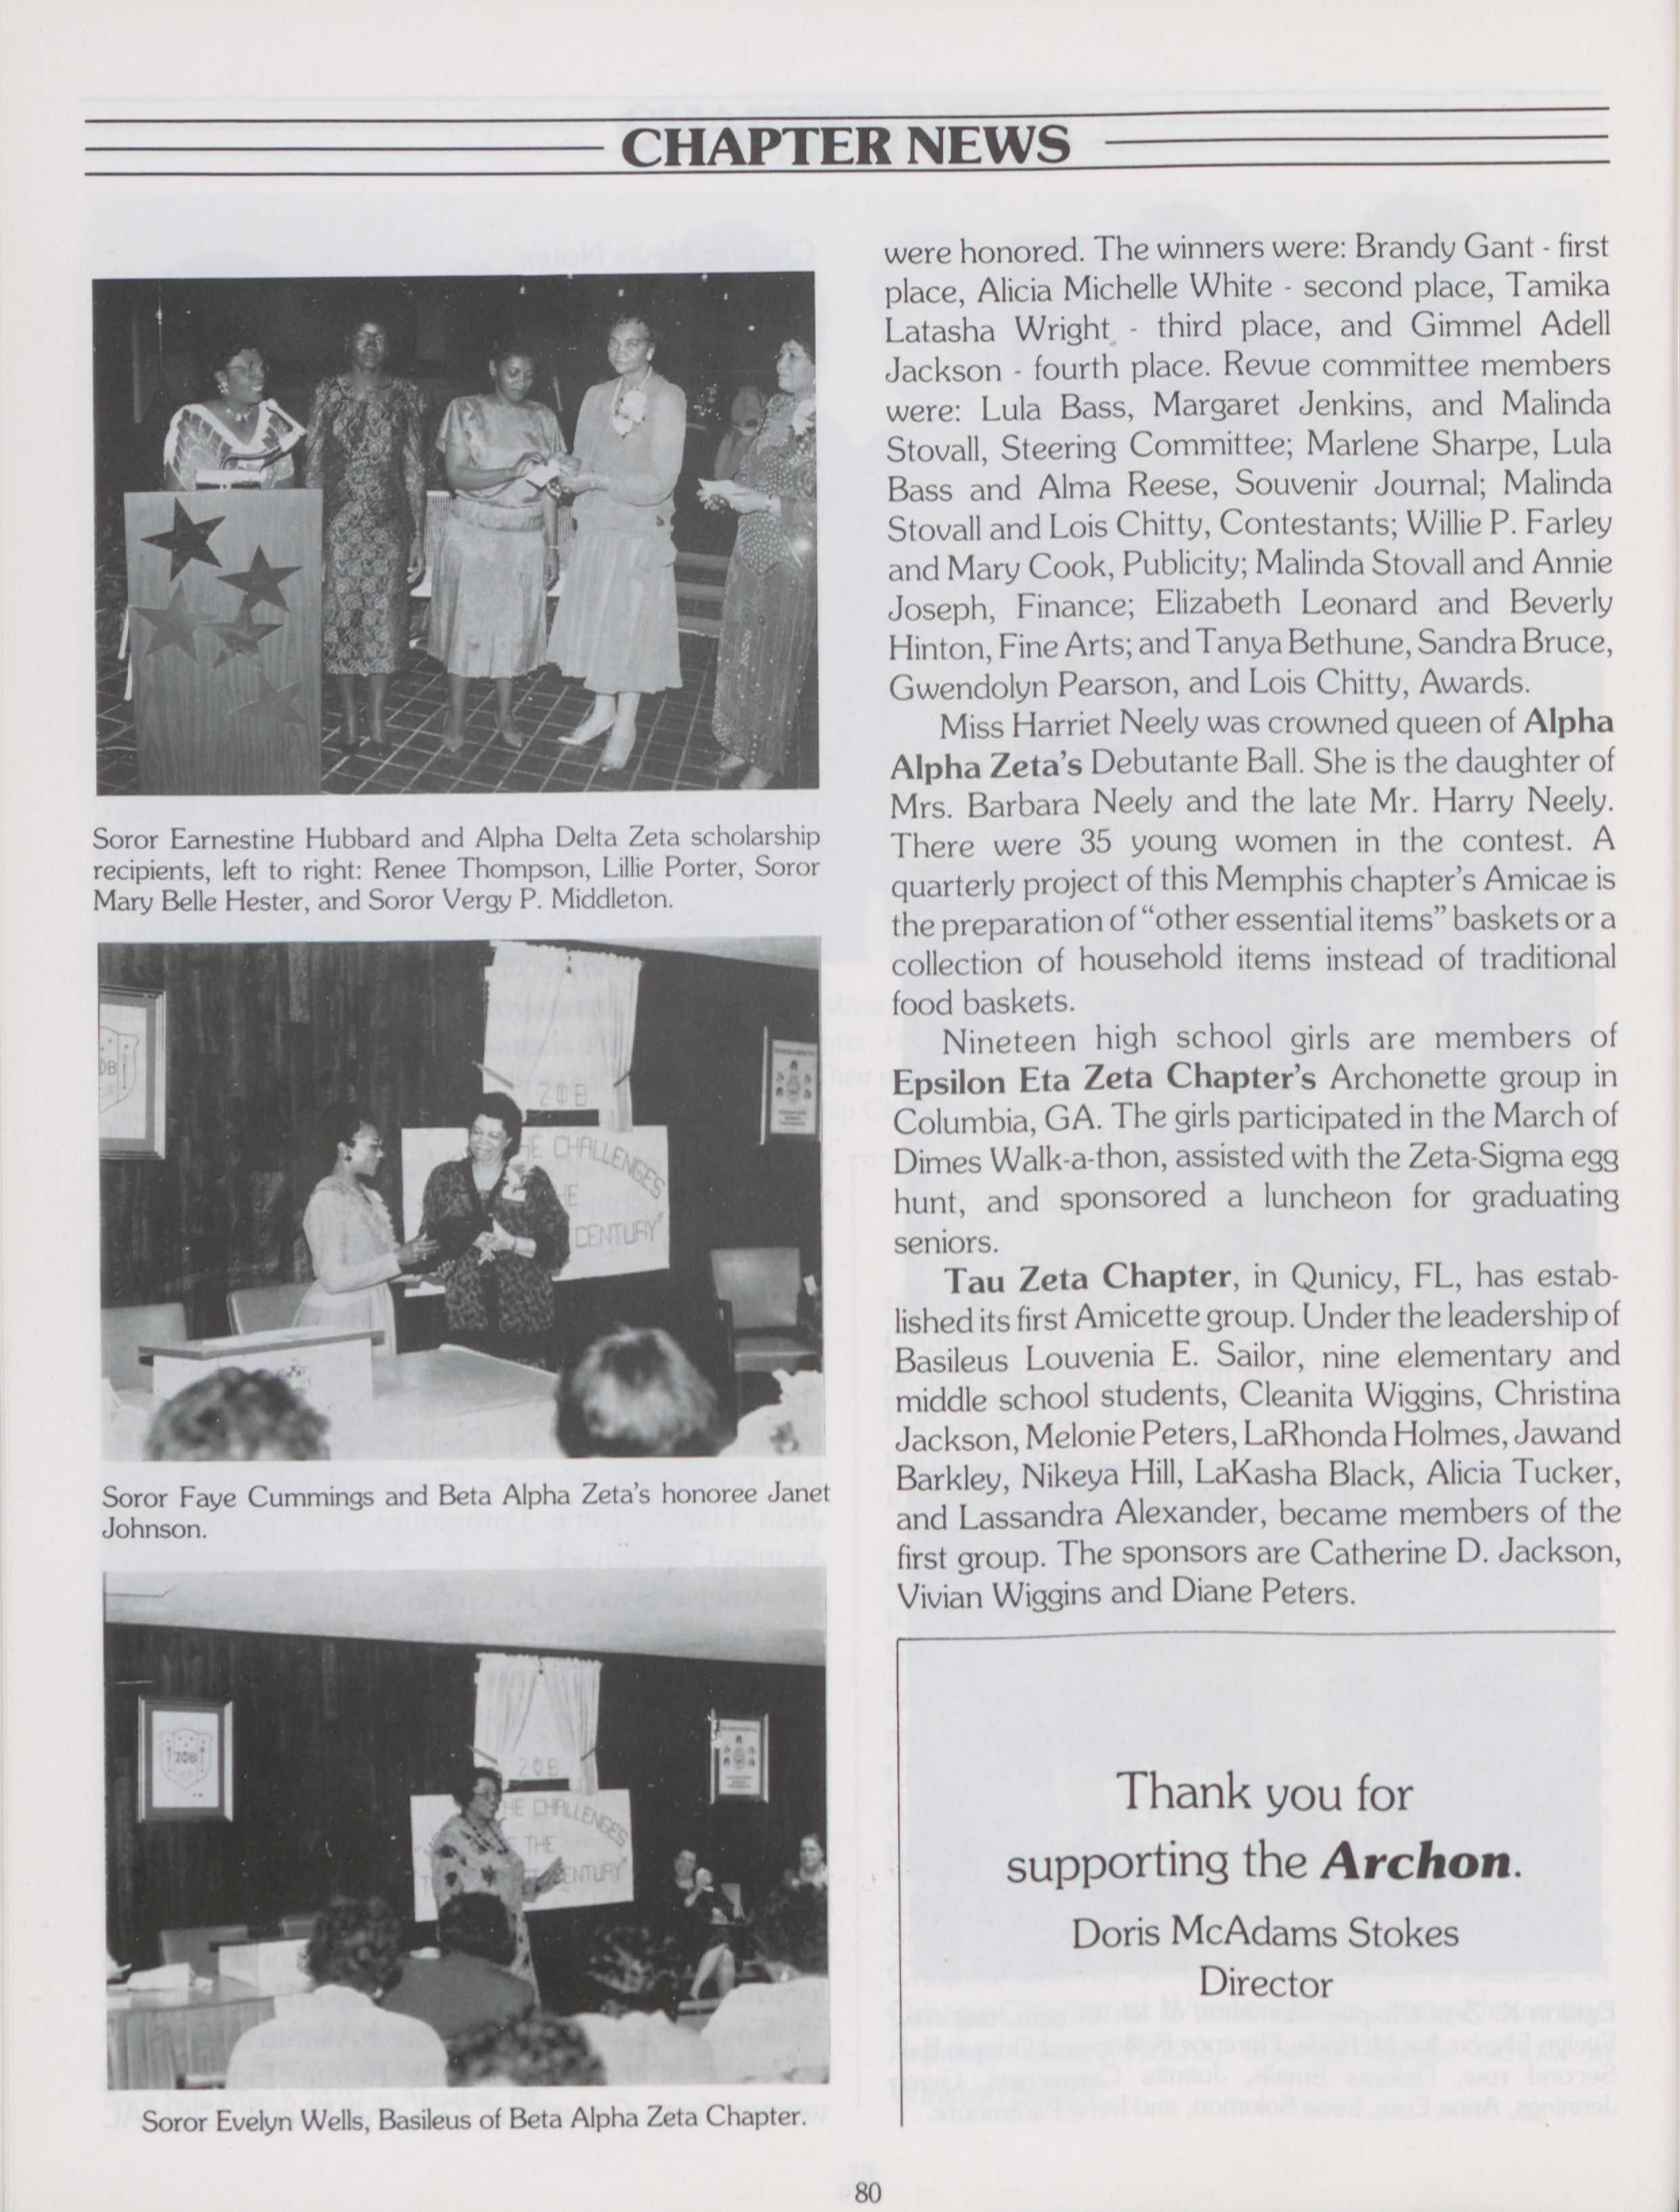 CHAPTER NEWS
Soror Earnestine Hubbard and Alpha Delta Zeta scholarship
recipients, left to right: Renee Thompson, Lillie Porter, Soror
Mary Belle Hester, and Soror Vergy P. Middleton.
ΖΦΒ
HE CHALLENGES
HE
CENTURY"
Soror Faye Cummings and Beta Alpha Zeta's honoree Janet
Johnson.
ΖΦΒ
ΖΦΒ
HE CHALLENGES
THE
CENTURY"
Soror Evelyn Wells, Basileus of Beta Alpha Zeta Chapter.
were honored. The winners were: Brandy Gant - first
place, Alicia Michelle White - second place, Tamika
Latasha Wright - third place, and Gimmel Adell
Jackson - fourth place. Revue committee members
were: Lula Bass, Margaret Jenkins, and Malinda
Stovall, Steering Committee; Marlene Sharpe, Lula
Bass and Alma Reese, Souvenir Journal; Malinda
Stovall and Lois Chitty, Contestants; Willie P. Farley
and Mary Cook, Publicity; Malinda Stovall and Annie
Joseph, Finance; Elizabeth Leonard and Beverly
Hinton, Fine Arts; and Tanya Bethune, Sandra Bruce,
Gwendolyn Pearson, and Lois Chitty, Awards.
Miss Harriet Neely was crowned queen of Alpha
Alpha Zeta's Debutante Ball. She is the daughter of
Mrs. Barbara Neely and the late Mr. Harry Neely.
There were 35 young women in the contest. A
quarterly project of this Memphis chapter's Amicae is
the preparation of "other essential items" baskets or a
collection of household items instead of traditional
food baskets.
Nineteen high school girls are members of
Epsilon Eta Zeta Chapter's Archonette group in
Columbia, GA. The girls participated in the March of
Dimes Walk-a-thon, assisted with the Zeta-Sigma egg
hunt, and sponsored a luncheon for graduating
seniors.
Tau Zeta Chapter, in Qunicy, FL, has estab-
lished its first Amicette group. Under the leadership of
Basileus Louvenia E. Sailor, nine elementary and
middle school students, Cleanita Wiggins, Christina
Jackson, Melonie Peters, LaRhonda Holmes, Jawand
Barkley, Nikeya Hill, LaKasha Black, Alicia Tucker,
and Lassandra Alexander, became members of the
first group. The sponsors are Catherine D. Jackson,
Vivian Wiggins and Diane Peters.
Thank you for
supporting the Archon.
Doris McAdams Stokes
Director
80